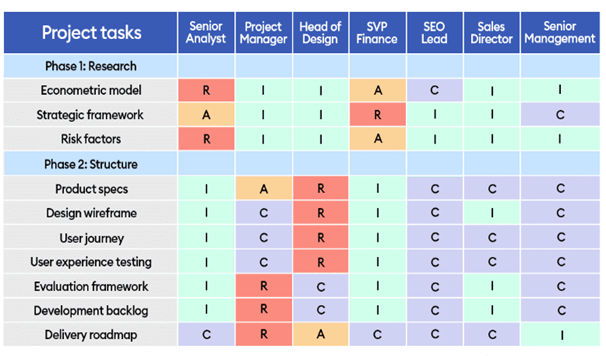 Project tasks Senior Analyst Project Manager Head of Design SVP Finance SEO Lead Sales Director Senior Management
Phase 1: Research
Econometric model R I I A C I I
Strategic framework A I I R I I C
Risk factors R I I A I I I
Phase 2: Structure
Product specs I A R I C C C
Design wireframe I C R I C I C
User journey I C R I C C C
User experience testing I C R I C C C
Evaluation framework I R C I C I C
Development backlog I R C I C I C
Delivery roadmap C R A C C C I